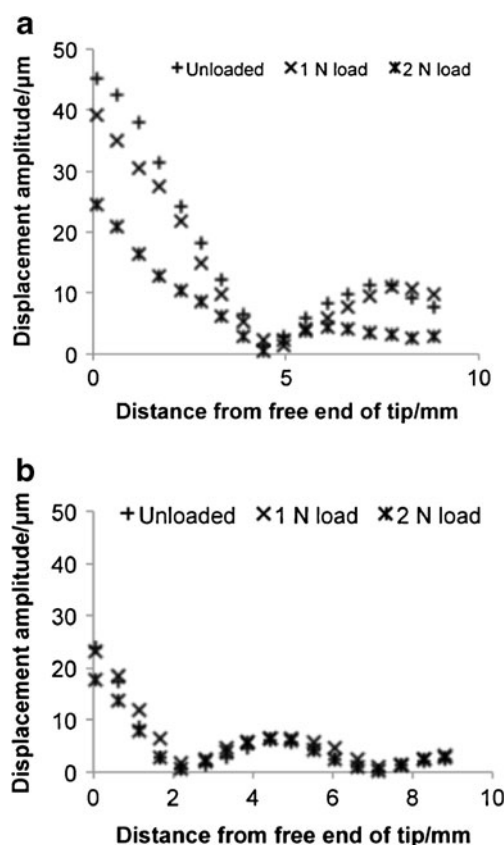 a
50
40
30
20
10
0
Displacement amplitude/µm
+Unloaded ×1 N load ж2 N load
0 5 10
Distance from free end of tip/mm
b
50
40
30
20
10
0
Displacement amplitude/µm
+Unloaded ×1 N load ж2 N load
0 2 4 6 8 10
Distance from free end of tip/mm